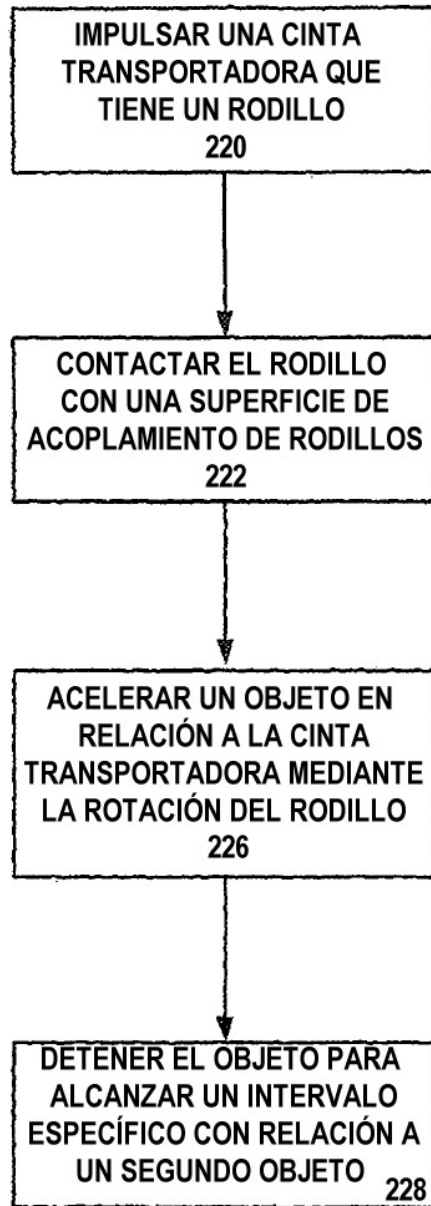 IMPULSAR UNA CINTA
TRANSPORTADORA QUE
TIENE UN RODILLO
220
CONTACTAR EL RODILLO
CON UNA SUPERFICIE DE
ACOPLAMIENTO DE RODILLOS
222
ACELERAR UN OBJETO EN
RELACIÓN A LA CINTA
TRANSPORTADORA MEDIANTE
LA ROTACIÓN DEL RODILLO
226
DETENER EL OBJETO PARA
ALCANZAR UN INTERVALO
ESPECÍFICO CON RELACIÓN A
UN SEGUNDO OBJETO 228